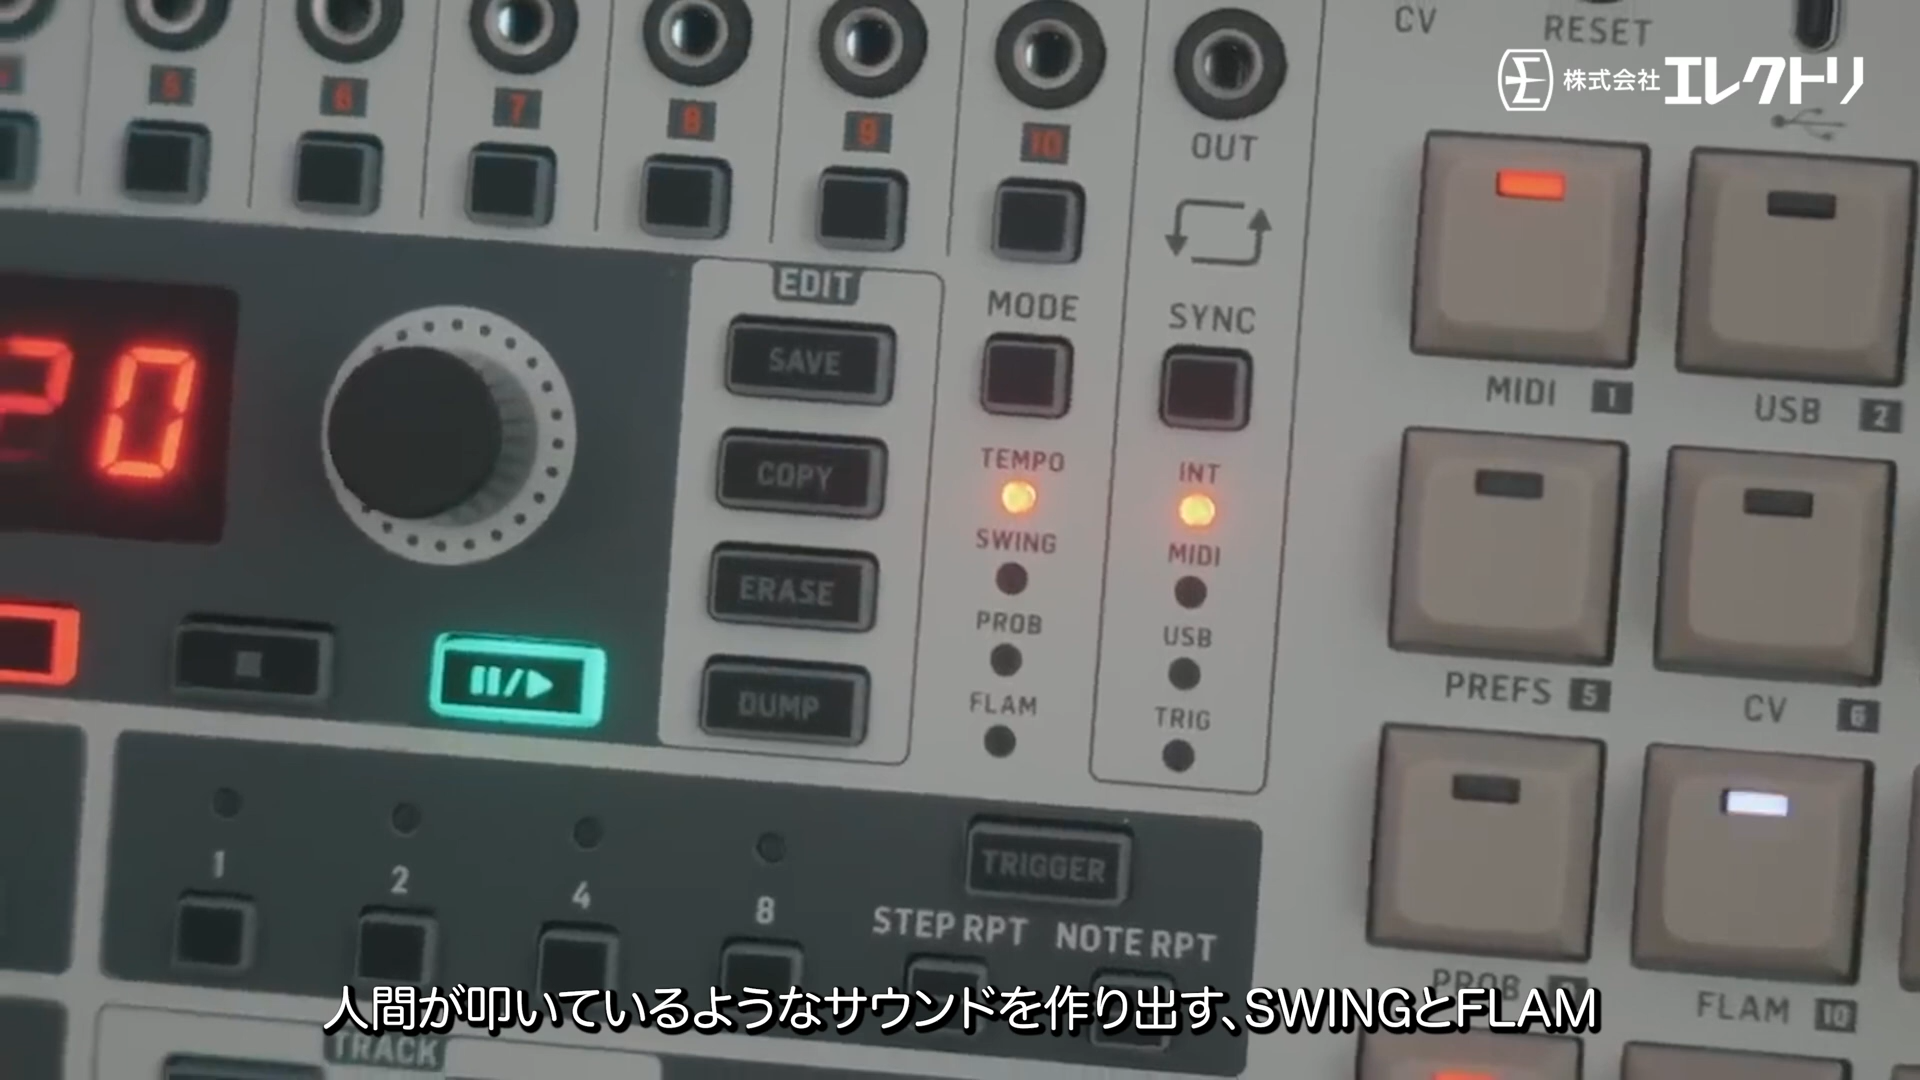 CV
RESET
株式会社エレクトリ
5
6
7
8
9
10
OUT
EDIT
MODE
SYNC
SAVE
20
MIDI 1
USB 2
COPY
TEMPO
INT
SWING
MIDI
ERASE
PROB
USB
PREFS 5
CV 6
DUMP
FLAM
TRIG
1
2
4
8
TRIGGER
STEP RPT
NOTE RPT
PROB
FLAM 10
人間が叩いているようなサウンドを作り出す、SWINGとFLAM
TRACK